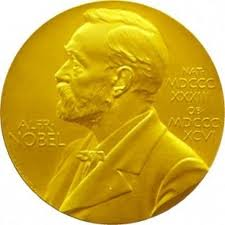 ALFR·
NOBEL
NAT·
MDCCC
XXXIII
OB·
MDCCC
XCVI